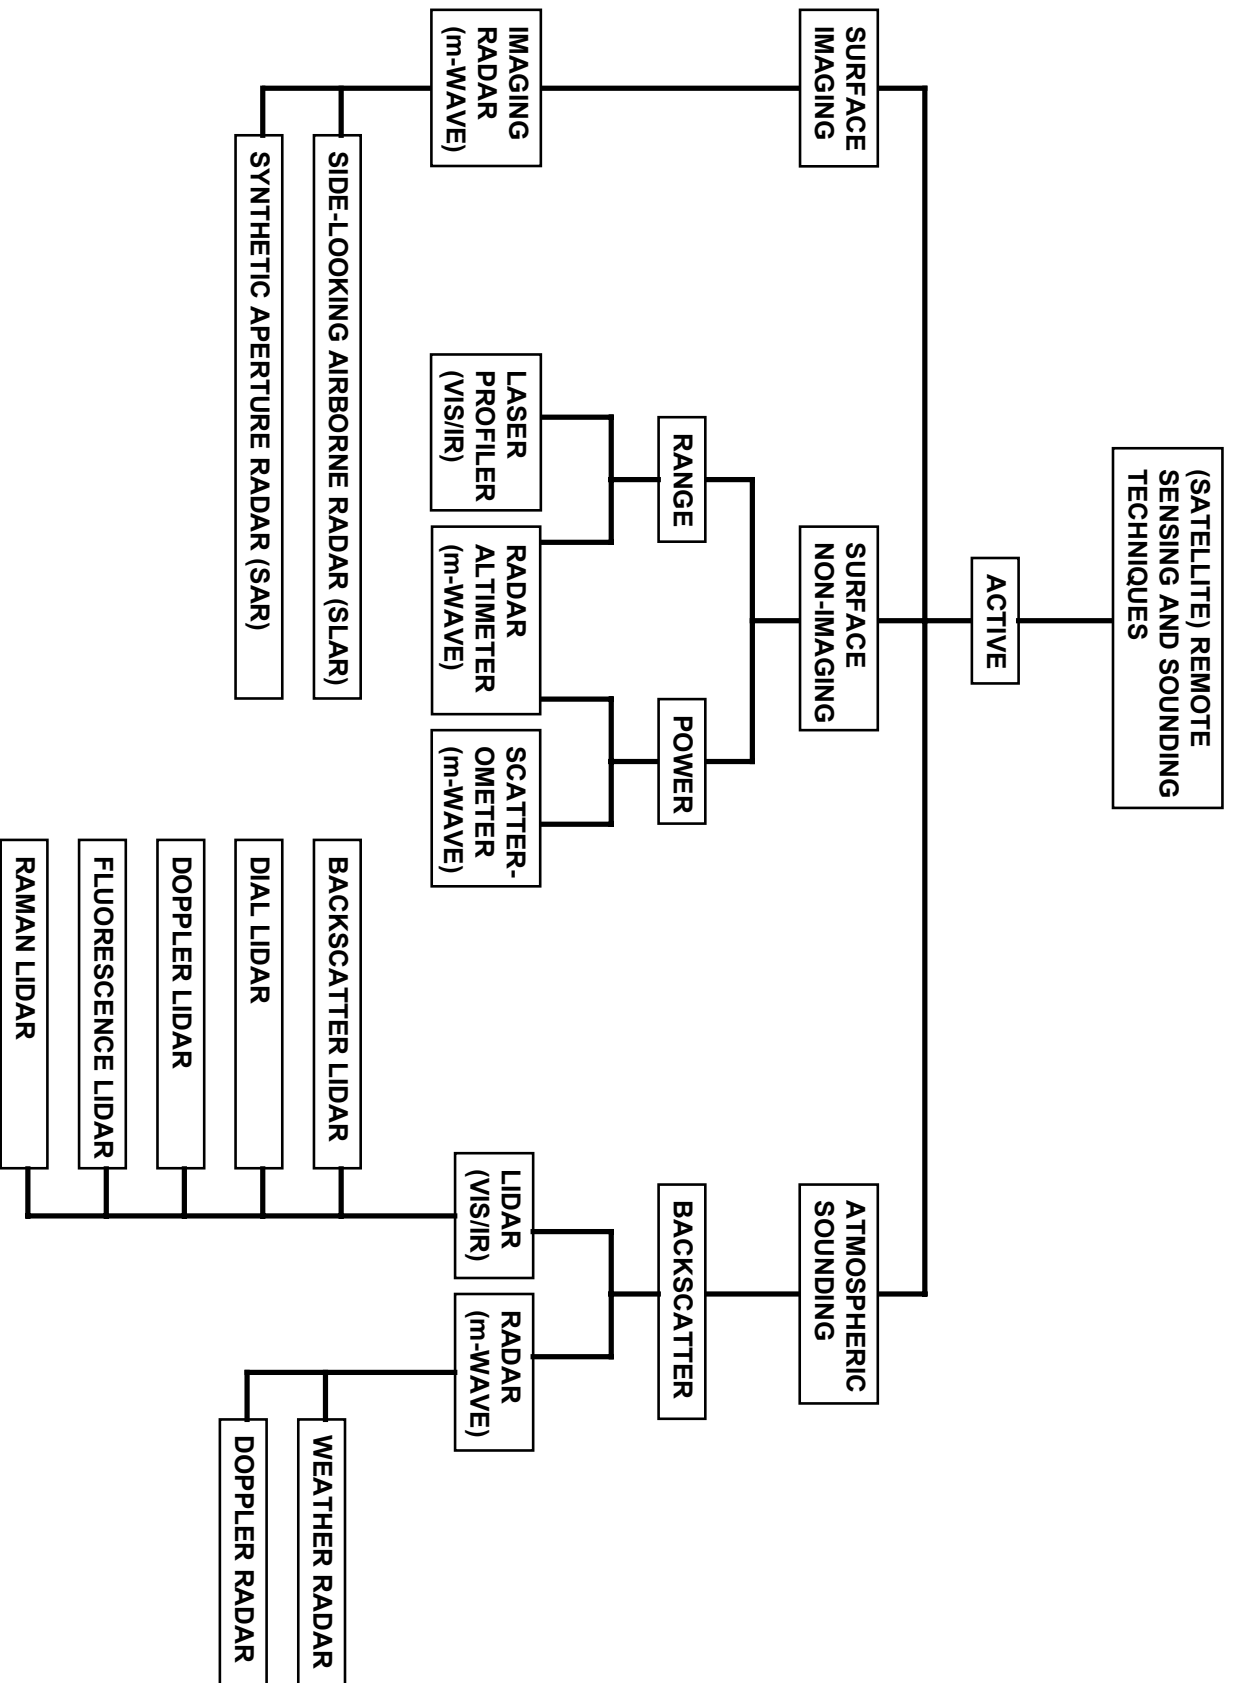 (SATELLITE) REMOTE
SENSING AND SOUNDING
TECHNIQUES
ACTIVE
SURFACE
IMAGING
SURFACE
NON-IMAGING
ATMOSPHERIC
SOUNDING
RANGE
POWER
BACKSCATTER
IMAGING
RADAR
(m-WAVE)
LASER
PROFILER
(VIS/IR)
RADAR
ALTIMETER
(m-WAVE)
SCATTER-
OMETER
(m-WAVE)
LIDAR
(VIS/IR)
RADAR
(m-WAVE)
SIDE-LOOKING AIRBORNE RADAR (SLAR)
SYNTHETIC APERTURE RADAR (SAR)
BACKSCATTER LIDAR
DIAL LIDAR
DOPPLER LIDAR
FLUORESCENCE LIDAR
RAMAN LIDAR
WEATHER RADAR
DOPPLER RADAR